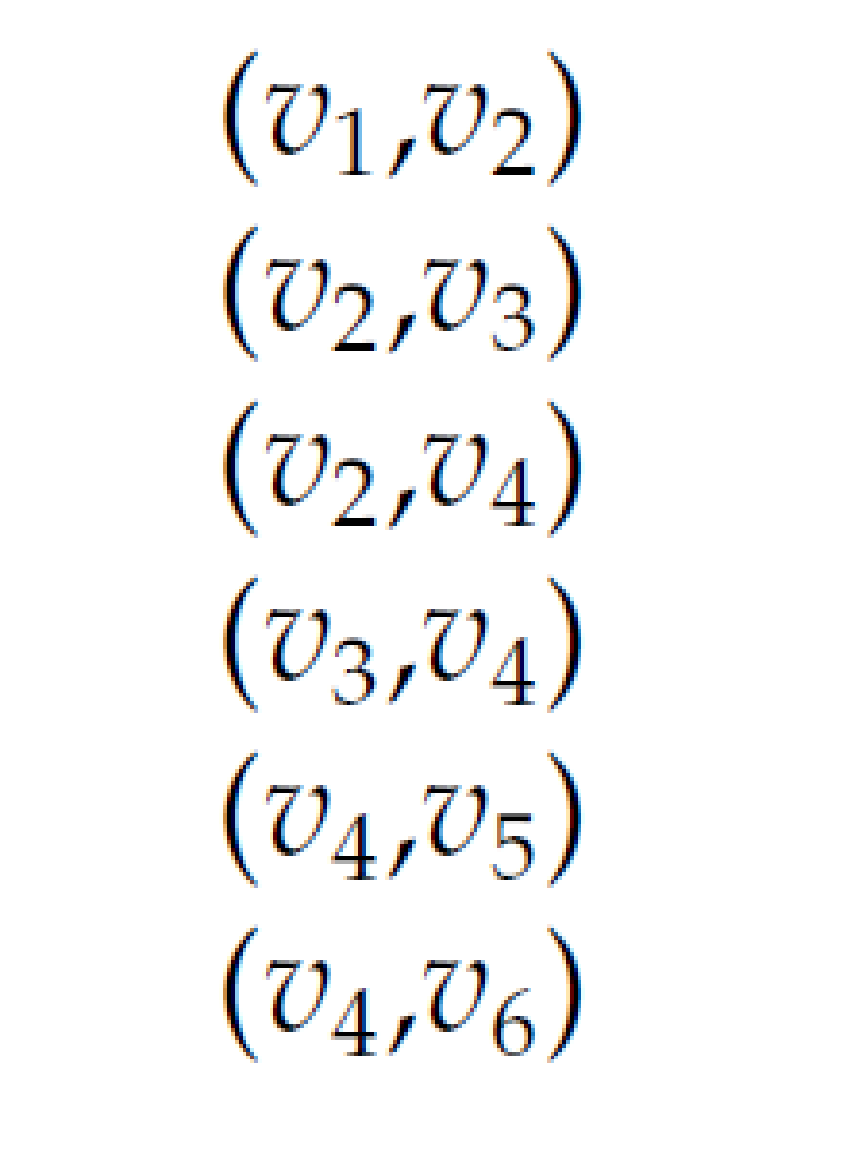 (v₁,v₂)
(v₂,v₃)
(v₂,v₄)
(v₃,v₄)
(v₄,v₅)
(v₄,v₆)